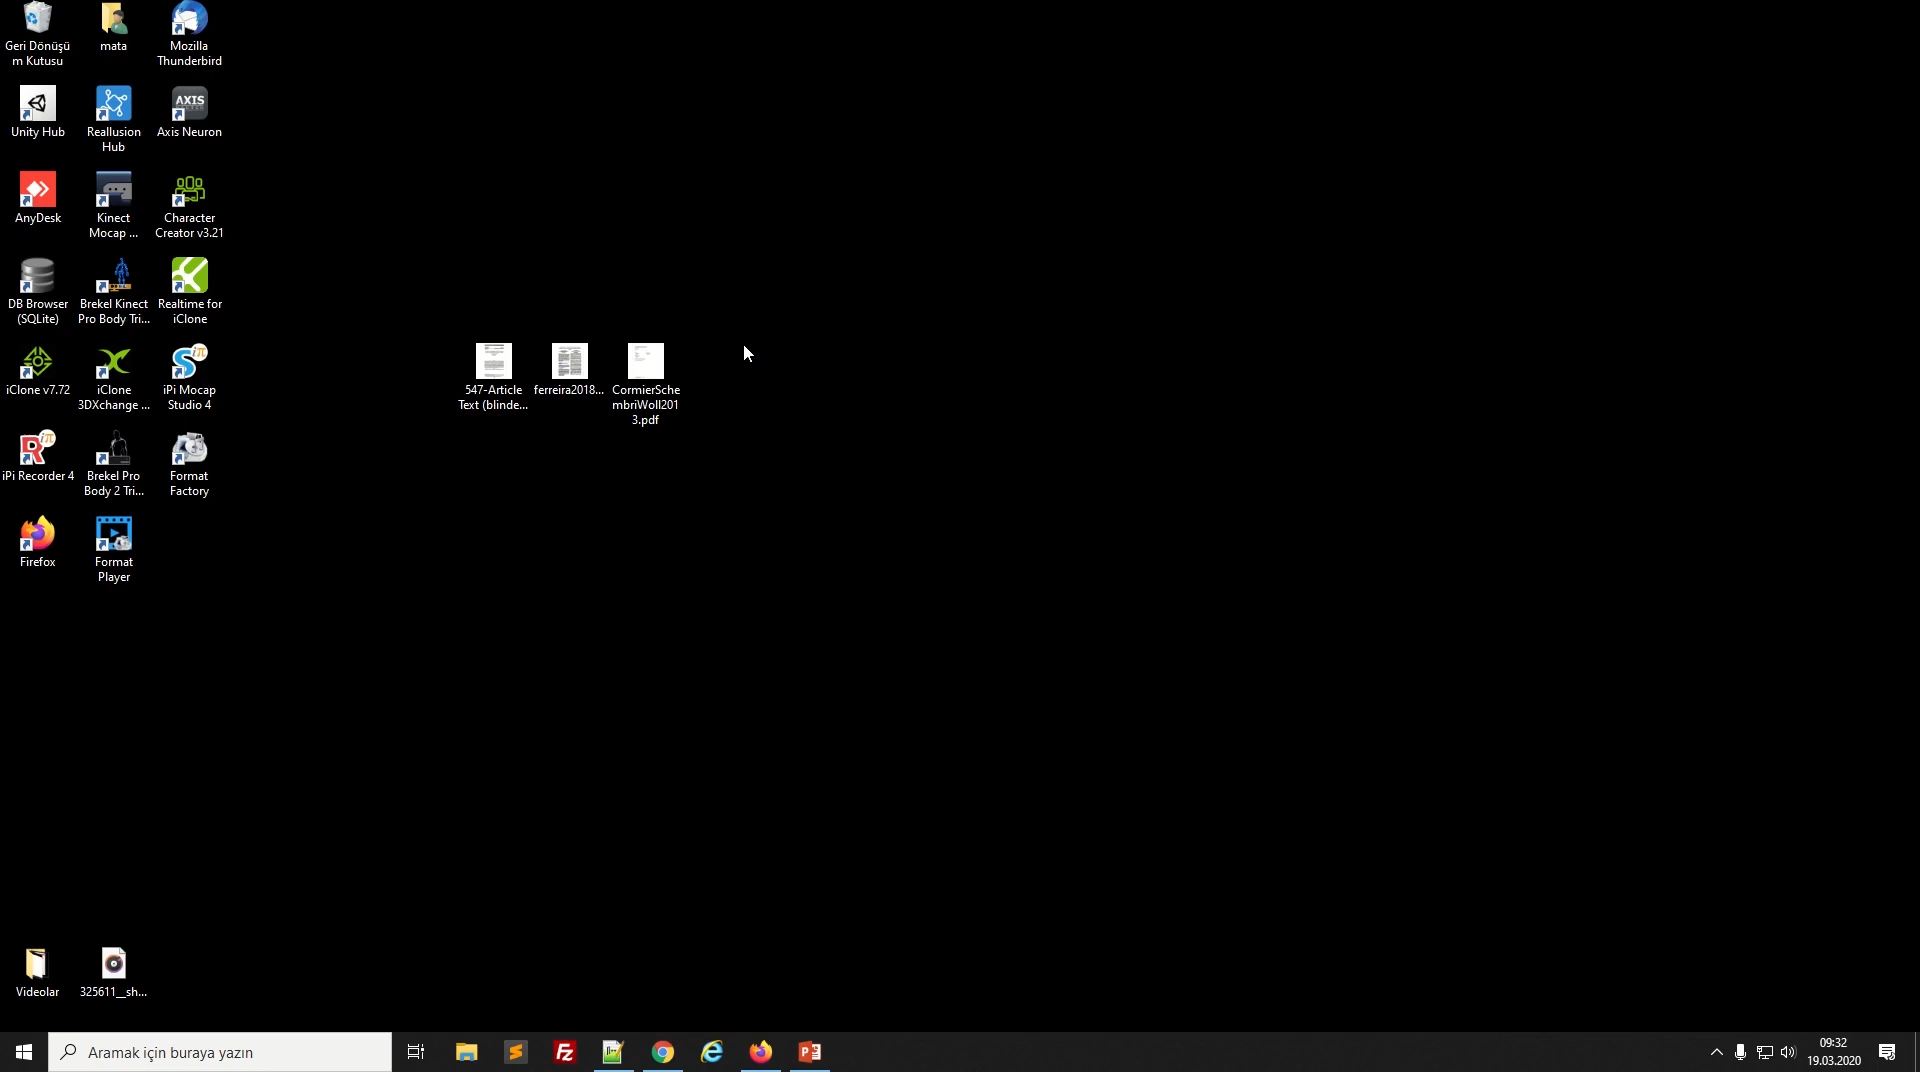 Geri Dönüşü
m Kutusu
mata
Mozilla
Thunderbird
Unity Hub
Reallusion
Hub
AXIS
Axis Neuron
AnyDesk
Kinect
Mocap ...
Character
Creator v3.21
DB Browser
(SQLite)
Brekel Kinect
Pro Body Tri...
Realtime for
iClone
iClone v7.72
iClone
3DXchange ...
iPi Mocap
Studio 4
547-Article
Text (blinde...
ferreira2018...
CormierSche
mbriWoll201
3.pdf
iPi Recorder 4
Brekel Pro
Body 2 Tri...
Format
Factory
Firefox
Format
Player
Videolar
325611__sh...
Aramak için buraya yazın
09:32
19.03.2020